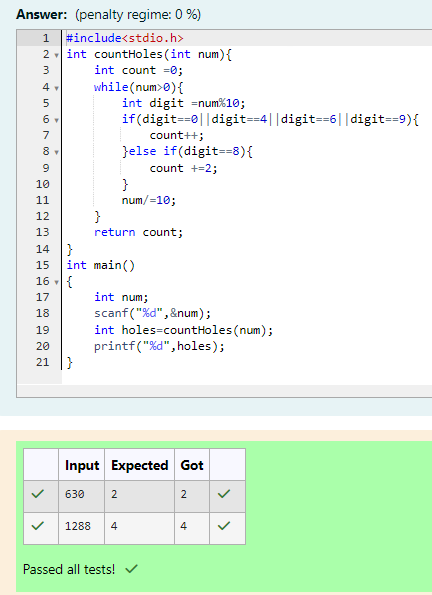 Answer: (penalty regime: 0 %)
1 #include<stdio.h>
2 int countHoles(int num){
3     int count =0;
4     while(num>0){
5         int digit =num%10;
6         if(digit==0||digit==4||digit==6||digit==9){
7             count++;
8         }else if(digit==8){
9             count +=2;
10         }
11         num/=10;
12     }
13     return count;
14 }
15 int main()
16 {
17     int num;
18     scanf("%d",&num);
19     int holes=countHoles(num);
20     printf("%d",holes);
21 }
Input Expected Got
630 2 2
1288 4 4
Passed all tests!